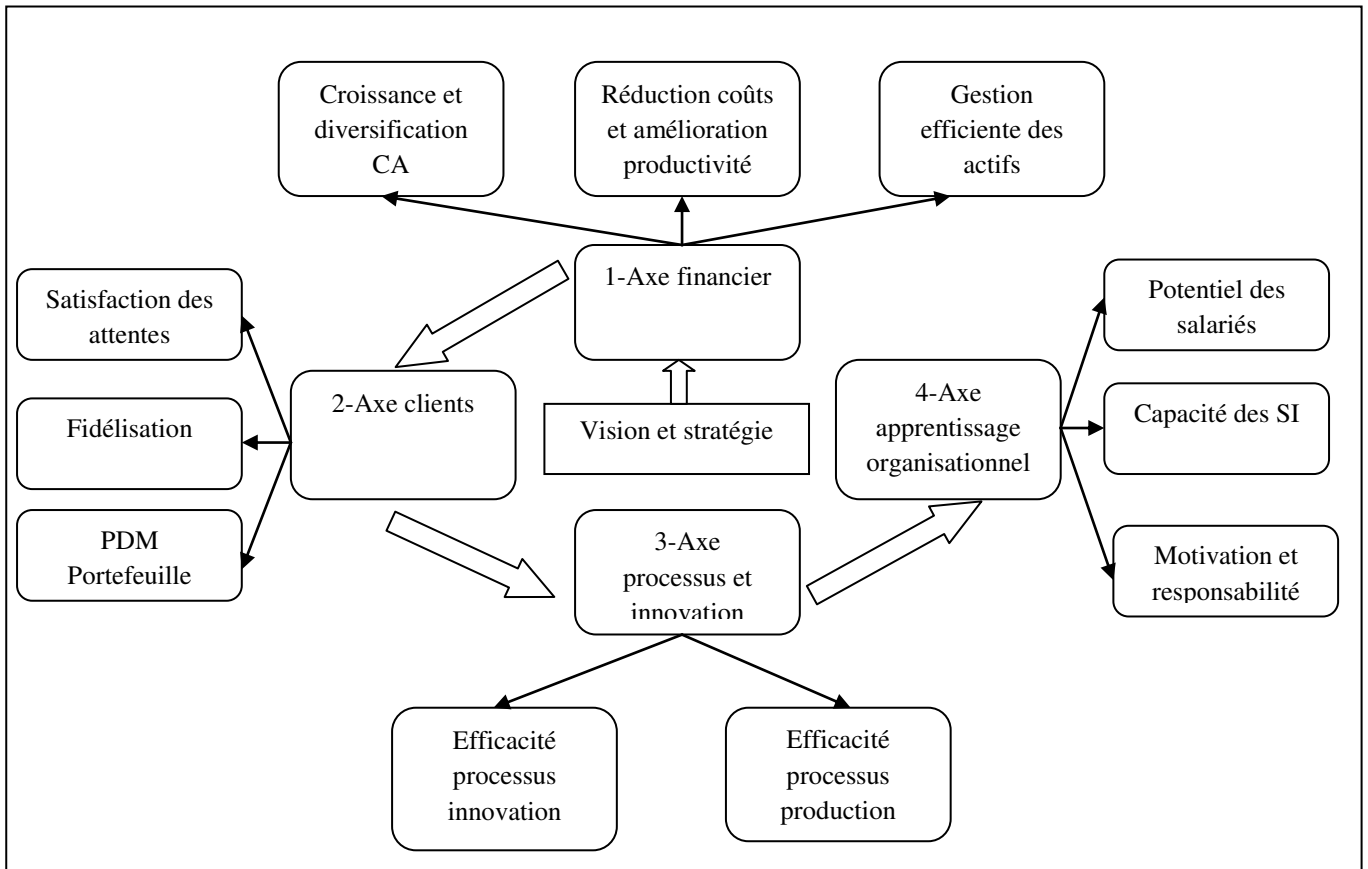 Croissance et
diversification
CA
Réduction coûts
et amélioration
productivité
Gestion
efficiente des
actifs
1-Axe financier
Satisfaction des
attentes
Potentiel des
salariés
2-Axe clients
4-Axe
apprentissage
organisationnel
Fidélisation
Vision et stratégie
Capacité des SI
PDM
Portefeuille
3-Axe
processus et
innovation
Motivation et
responsabilité
Efficacité
processus
innovation
Efficacité
processus
production